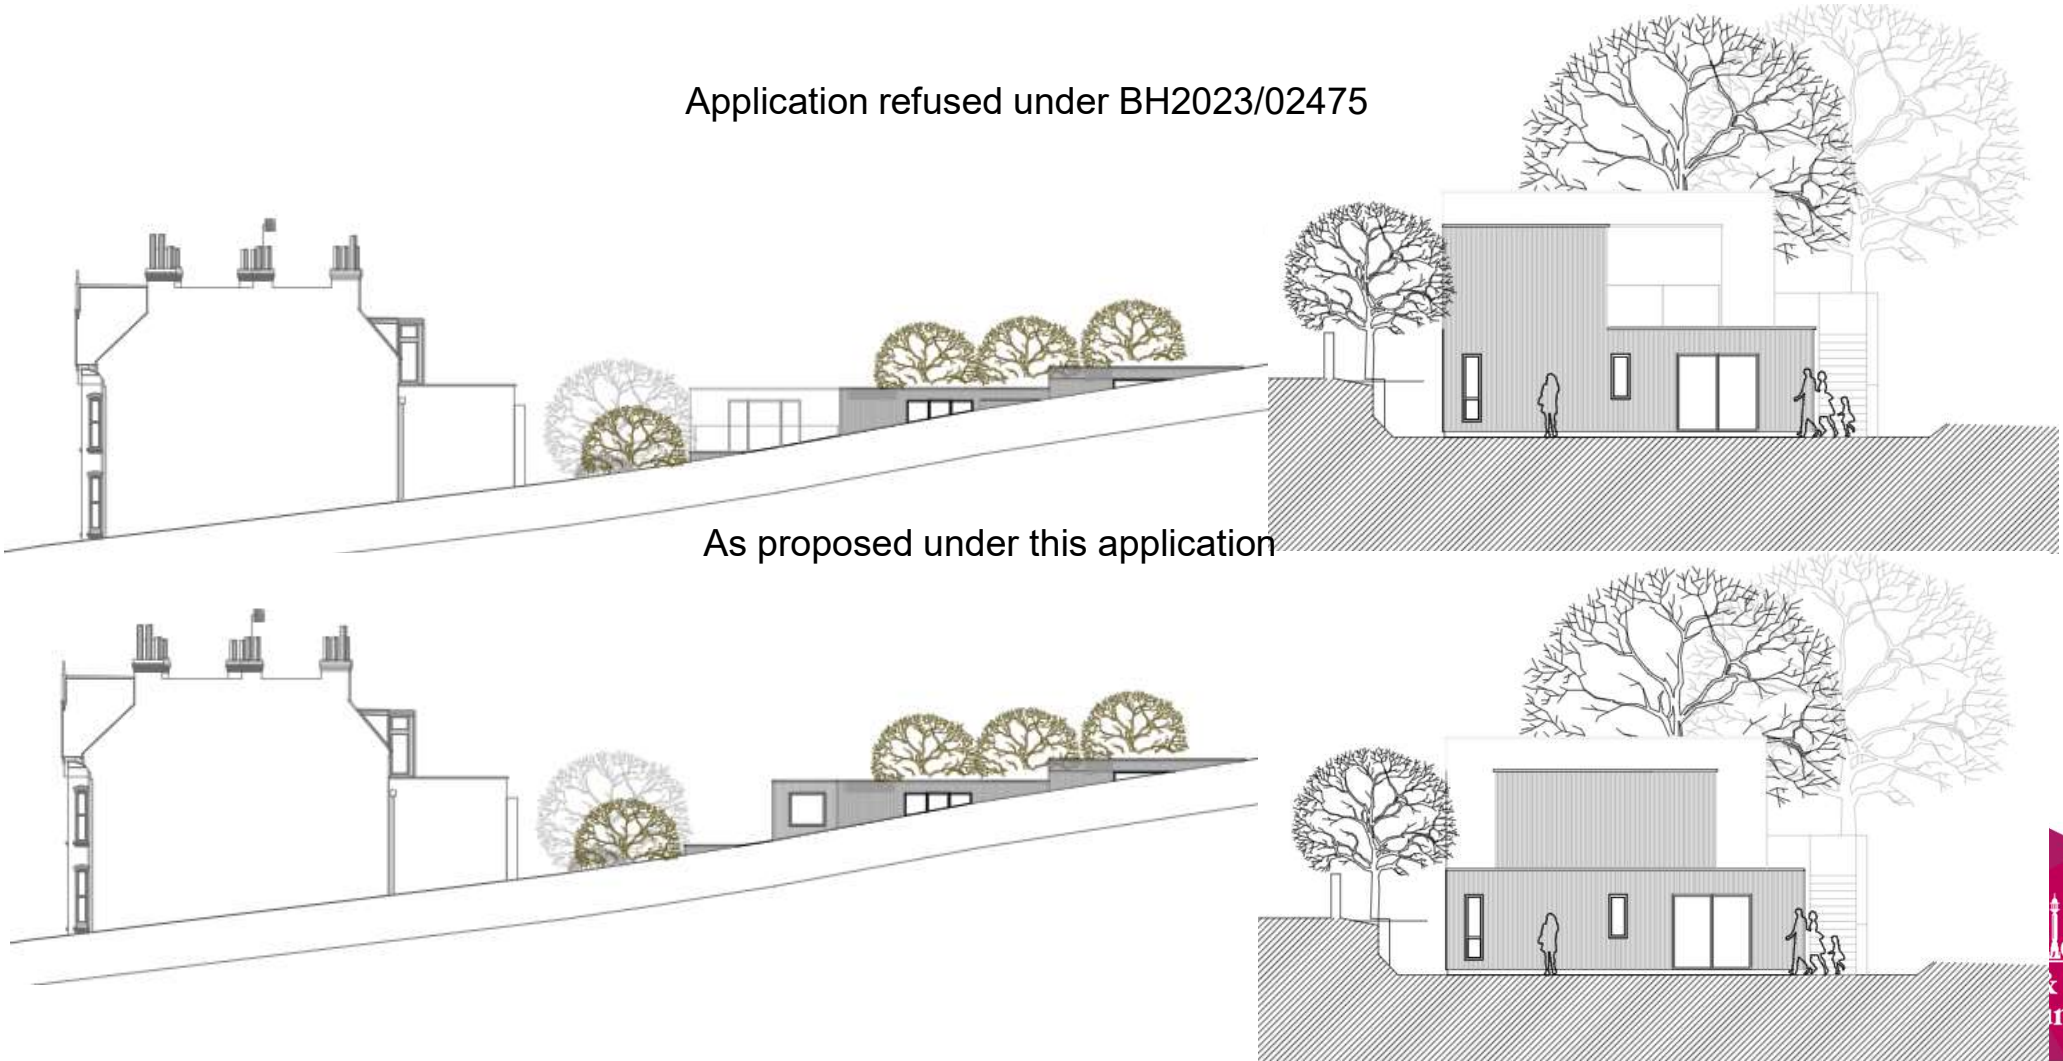 Application refused under BH2023/02475
As proposed under this application